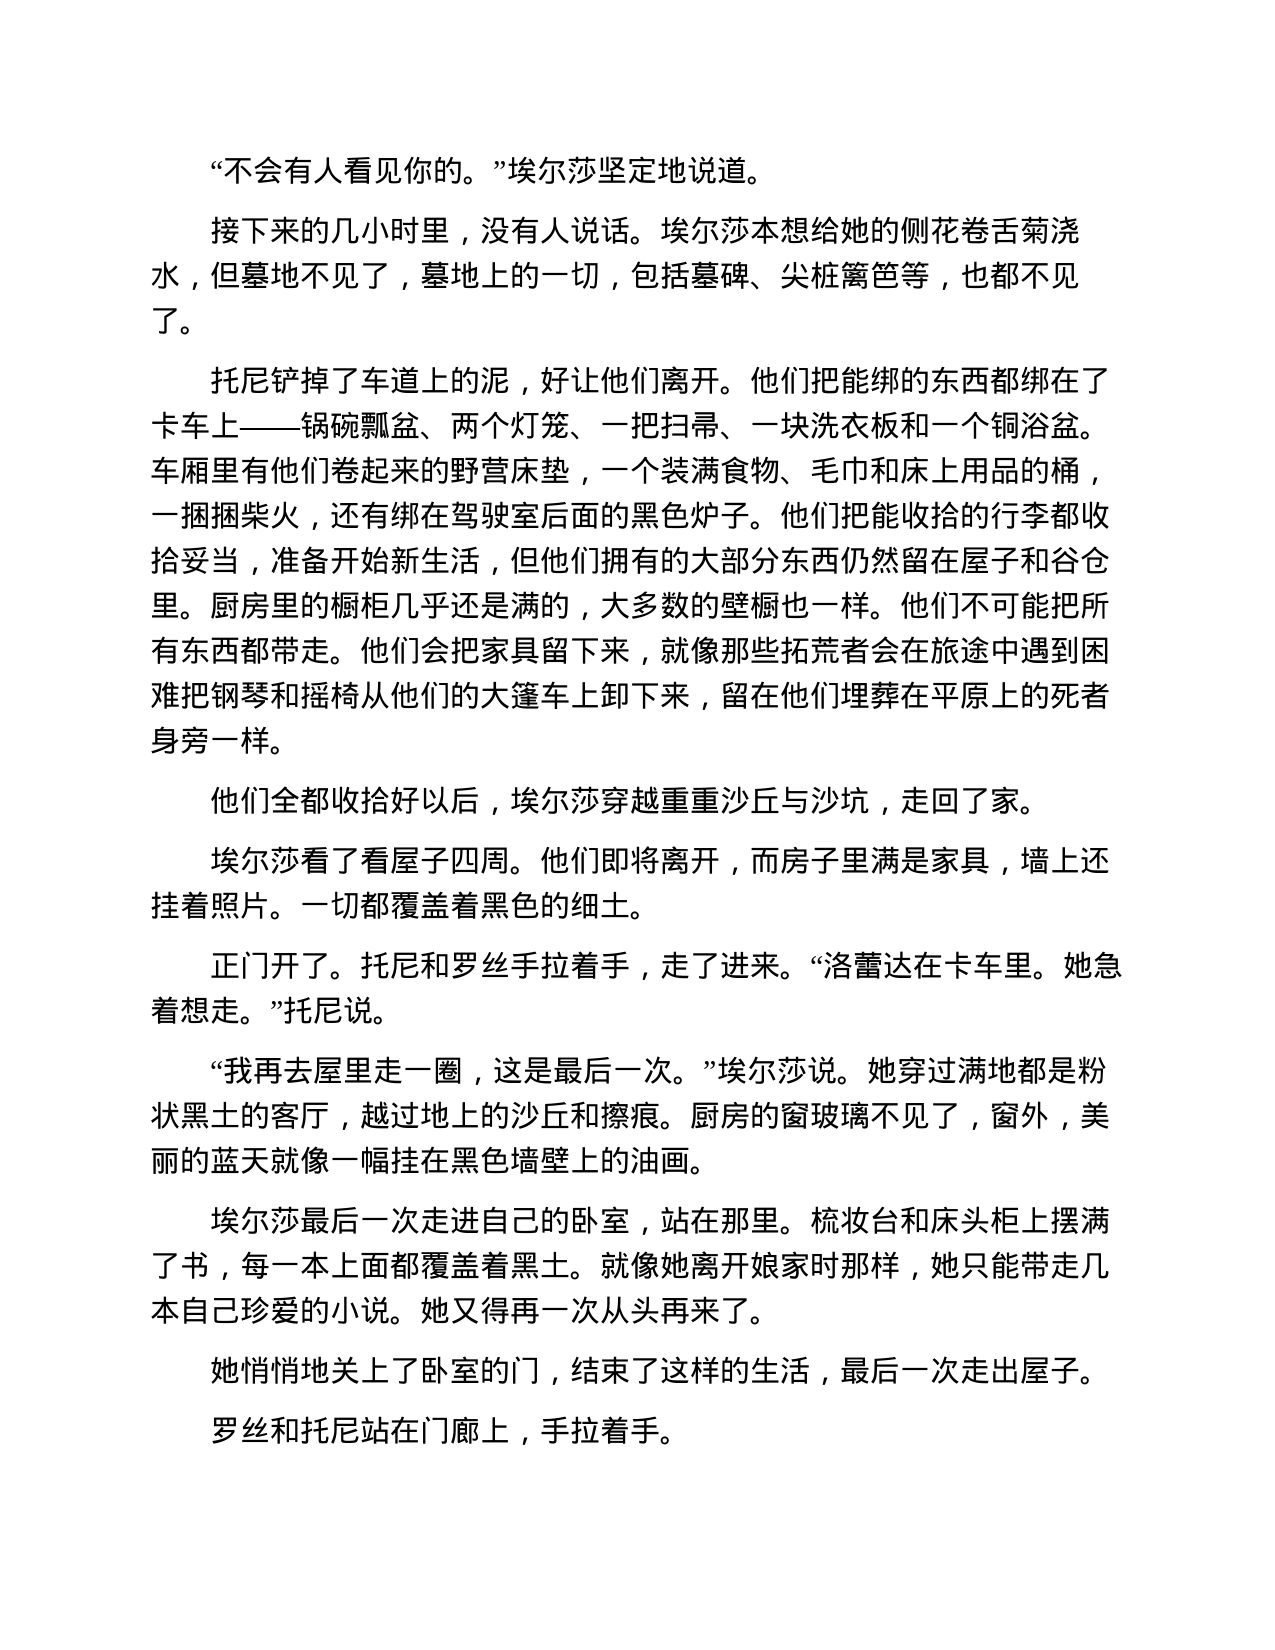 “不会有人看见你的。”埃尔莎坚定地说道。
接下来的几小时里，没有人说话。埃尔莎本想给她的侧花卷舌菊浇
水，但墓地不见了，墓地上的一切，包括墓碑、尖桩篱笆等，也都不见
了。
托尼铲掉了车道上的泥，好让他们离开。他们把能绑的东西都绑在了
卡车上——锅碗瓢盆、两个灯笼、一把扫帚、一块洗衣板和一个铜浴盆。
车厢里有他们卷起来的野营床垫，一个装满食物、毛巾和床上用品的桶，
一捆捆柴火，还有绑在驾驶室后面的黑色炉子。他们把能收拾的行李都收
拾妥当，准备开始新生活，但他们拥有的大部分东西仍然留在屋子和谷仓
里。厨房里的橱柜几乎还是满的，大多数的壁橱也一样。他们不可能把所
有东西都带走。他们会把家具留下来，就像那些拓荒者会在旅途中遇到困
难把钢琴和摇椅从他们的大篷车上卸下来，留在他们埋葬在平原上的死者
身旁一样。
他们全都收拾好以后，埃尔莎穿越重重沙丘与沙坑，走回了家。
埃尔莎看了看屋子四周。他们即将离开，而房子里满是家具，墙上还
挂着照片。一切都覆盖着黑色的细土。
正门开了。托尼和罗丝手拉着手，走了进来。“洛蕾达在卡车里。她急
着想走。”托尼说。
“我再去屋里走一圈，这是最后一次。”埃尔莎说。她穿过满地都是粉
状黑土的客厅，越过地上的沙丘和擦痕。厨房的窗玻璃不见了，窗外，美
丽的蓝天就像一幅挂在黑色墙壁上的油画。
埃尔莎最后一次走进自己的卧室，站在那里。梳妆台和床头柜上摆满
了书，每一本上面都覆盖着黑土。就像她离开娘家时那样，她只能带走几
本自己珍爱的小说。她又得再一次从头再来了。
她悄悄地关上了卧室的门，结束了这样的生活，最后一次走出屋子。
罗丝和托尼站在门廊上，手拉着手。